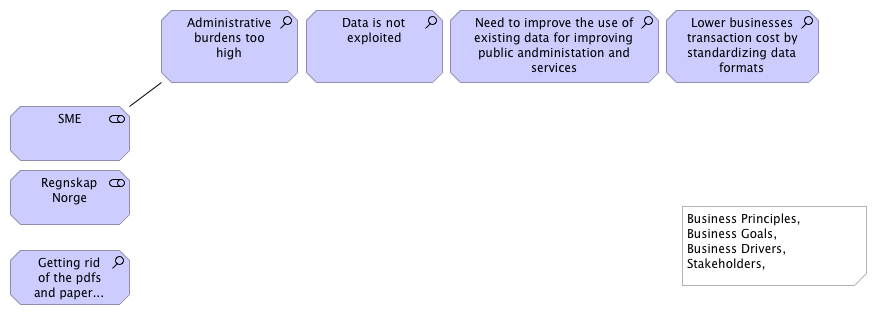 Administrative
burdens too
high
Data is not
exploited
Need to improve the use of
existing data for improving
public andministation and
services
Lower businesses
transaction cost by
standardizing data
formats
SME
Regnskap
Norge
Getting rid
of the pdfs
and paper...
Business Principles,
Business Goals,
Business Drivers,
Stakeholders,